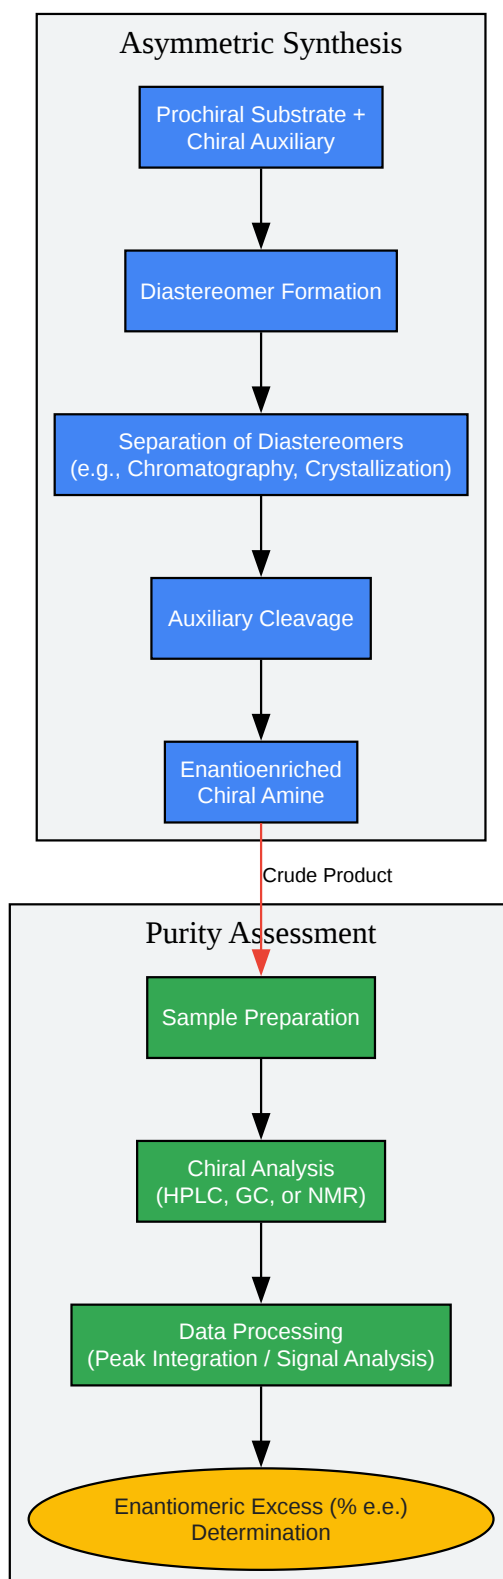 Asymmetric Synthesis
Prochiral Substrate +
Chiral Auxiliary
Diastereomer Formation
Separation of Diastereomers
(e.g., Chromatography, Crystallization)
Auxiliary Cleavage
Enantioenriched
Chiral Amine
Crude Product
Purity Assessment
Sample Preparation
Chiral Analysis
(HPLC, GC, or NMR)
Data Processing
(Peak Integration / Signal Analysis)
Enantiomeric Excess (% e.e.)
Determination